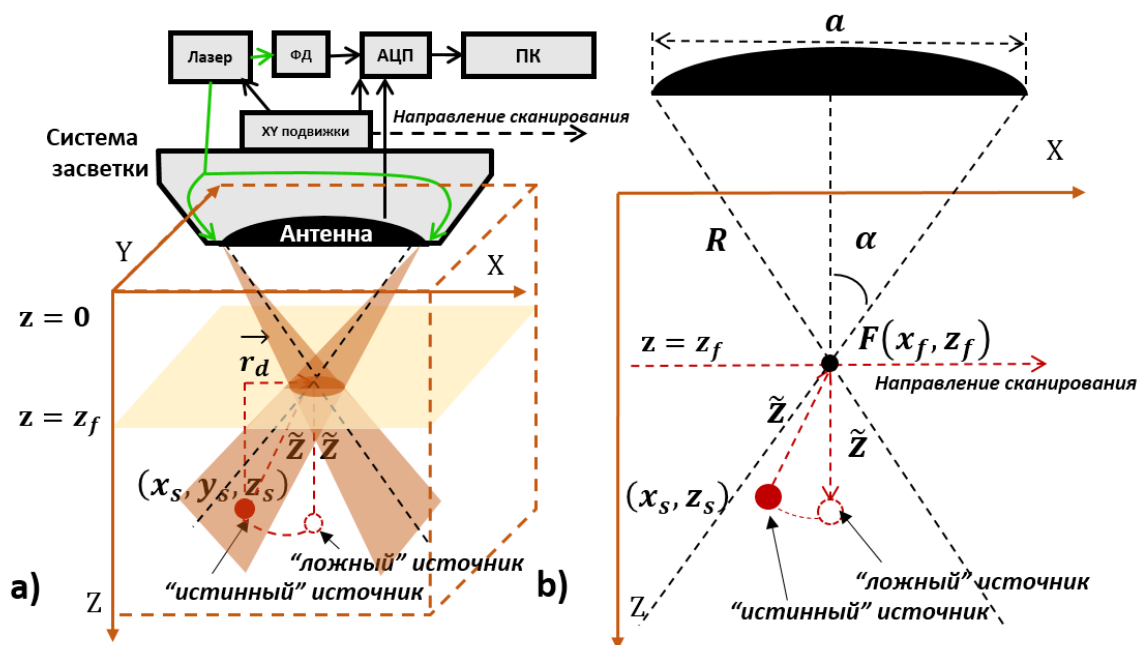 Лазер
ФД
АЦП
ПК
XY подвижки
Направление сканирования
Система
засветки
Антенна
Y
X
z = 0
r_d
z = z_f
z̃ z̃
(x_s, y_s, z_s)
"ложный" источник
"истинный" источник
a)
Z
a
X
R
α
z = z_f
F(x_f, z_f)
Направление сканирования
z̃
z̃
(x_s, z_s)
"ложный" источник
"истинный" источник
b)
Z